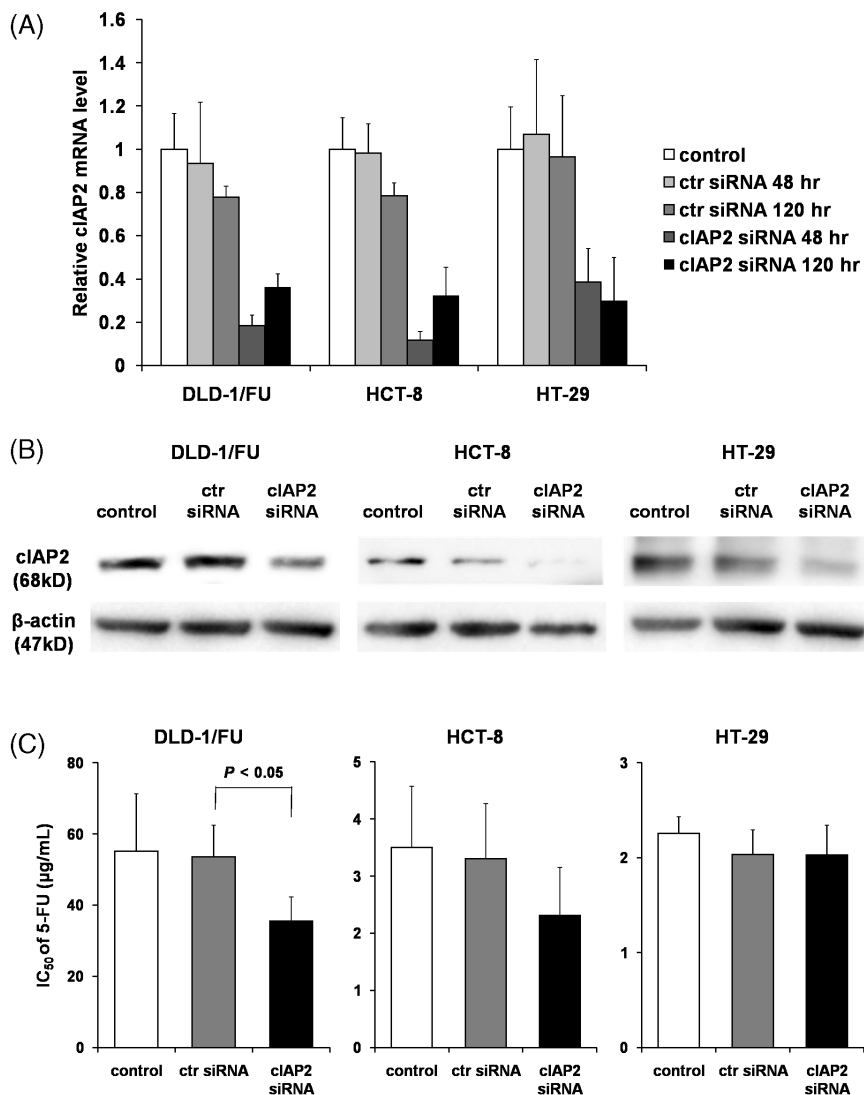 (A)
Relative cIAP2 mRNA level
1.6
1.4
1.2
1
0.8
0.6
0.4
0.2
0
DLD-1/FU
HCT-8
HT-29
control
ctr siRNA 48 hr
ctr siRNA 120 hr
cIAP2 siRNA 48 hr
cIAP2 siRNA 120 hr
(B)
DLD-1/FU
HCT-8
HT-29
control
ctr
siRNA
cIAP2
siRNA
control
ctr
siRNA
cIAP2
siRNA
control
ctr
siRNA
cIAP2
siRNA
cIAP2
(68kD)
β-actin
(47kD)
(C)
DLD-1/FU
IC50 of 5-FU (µg/mL)
80
60
40
20
0
P < 0.05
control
ctr siRNA
cIAP2
siRNA
HCT-8
5
4
3
2
1
0
control
ctr siRNA
cIAP2
siRNA
HT-29
3
2
1
0
control
ctr siRNA
cIAP2
siRNA